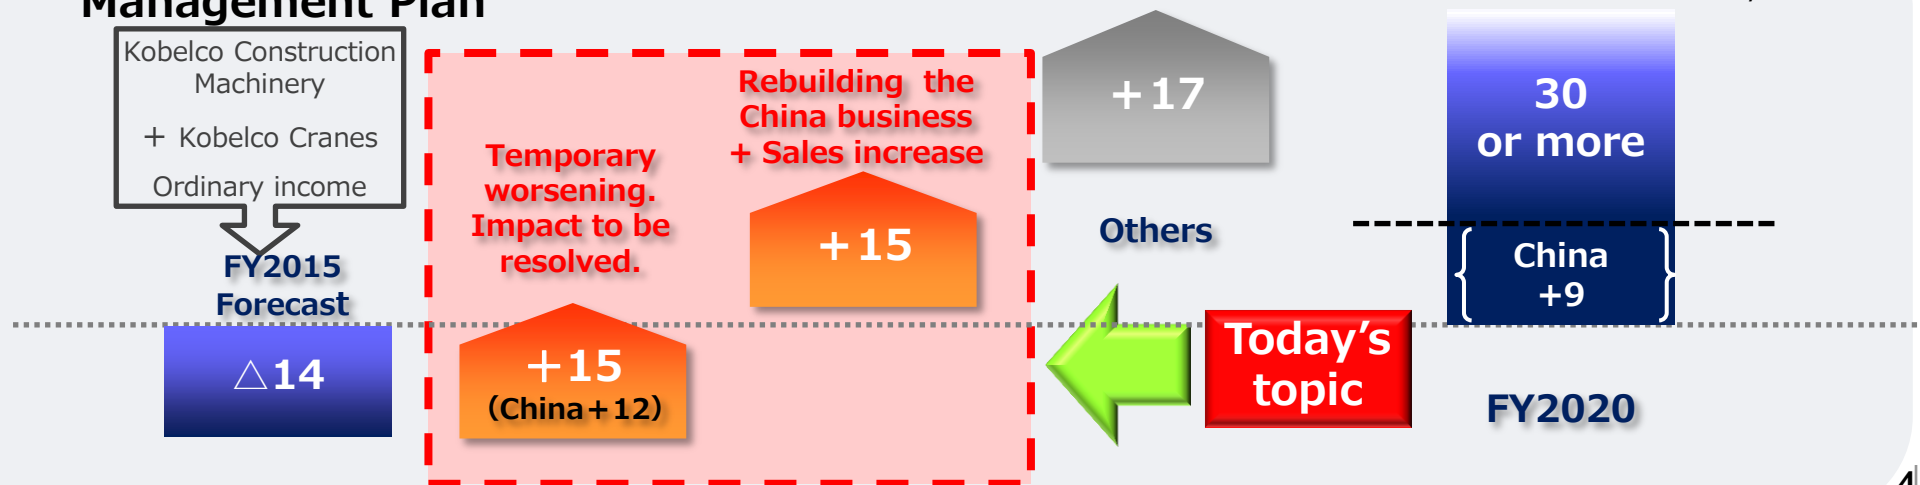 Management Plan
Kobelco Construction
Machinery
+ Kobelco Cranes
Ordinary income
FY2015
Forecast
△14
Temporary
worsening.
Impact to be
resolved.
+15
(China+12)
Rebuilding the
China business
+ Sales increase
+15
+17
Others
Today's
topic
30
or more
China
+9
FY2020
4